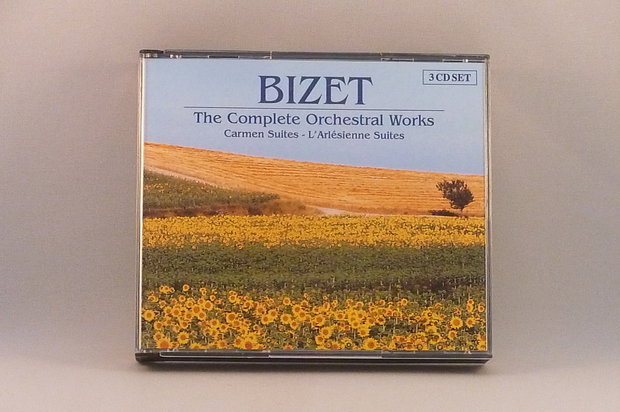 3 CD SET
BIZET
The Complete Orchestral Works
Carmen Suites - L'Arlésienne Suites